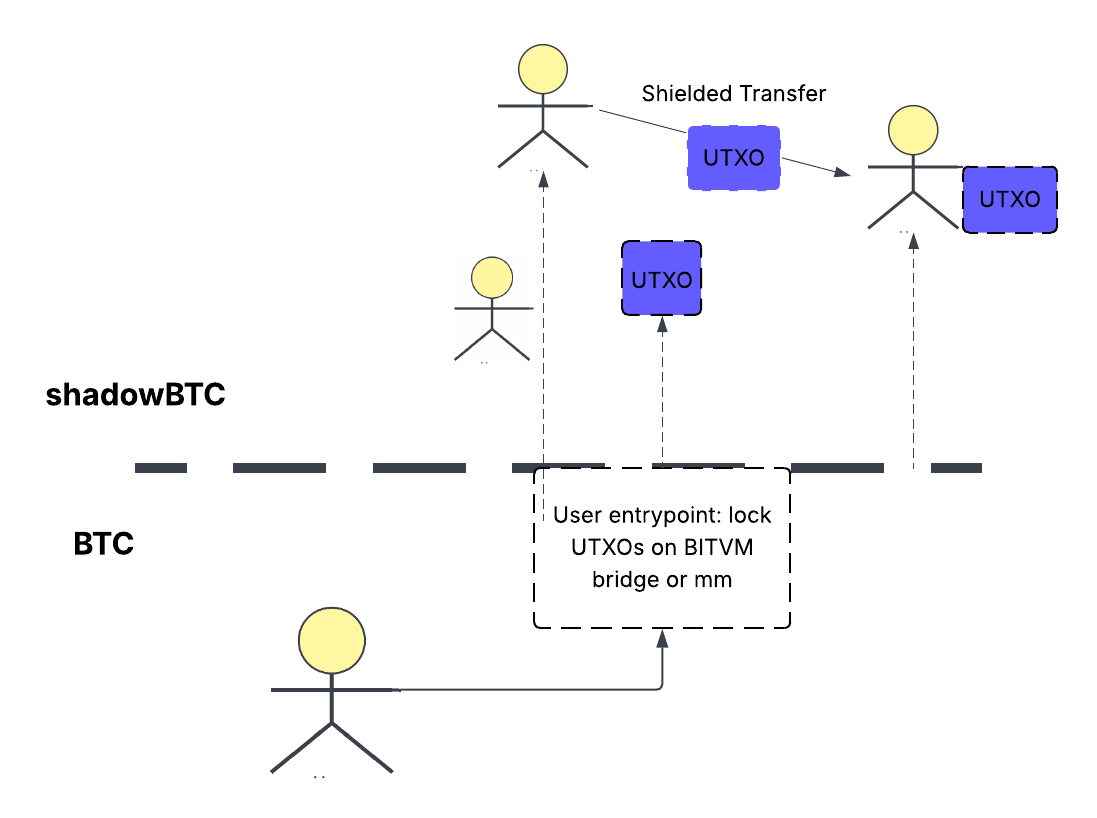 Shielded Transfer
UTXO
UTXO
UTXO
shadowBTC
BTC
User entrypoint: lock
UTXOs on BITVM
bridge or mm